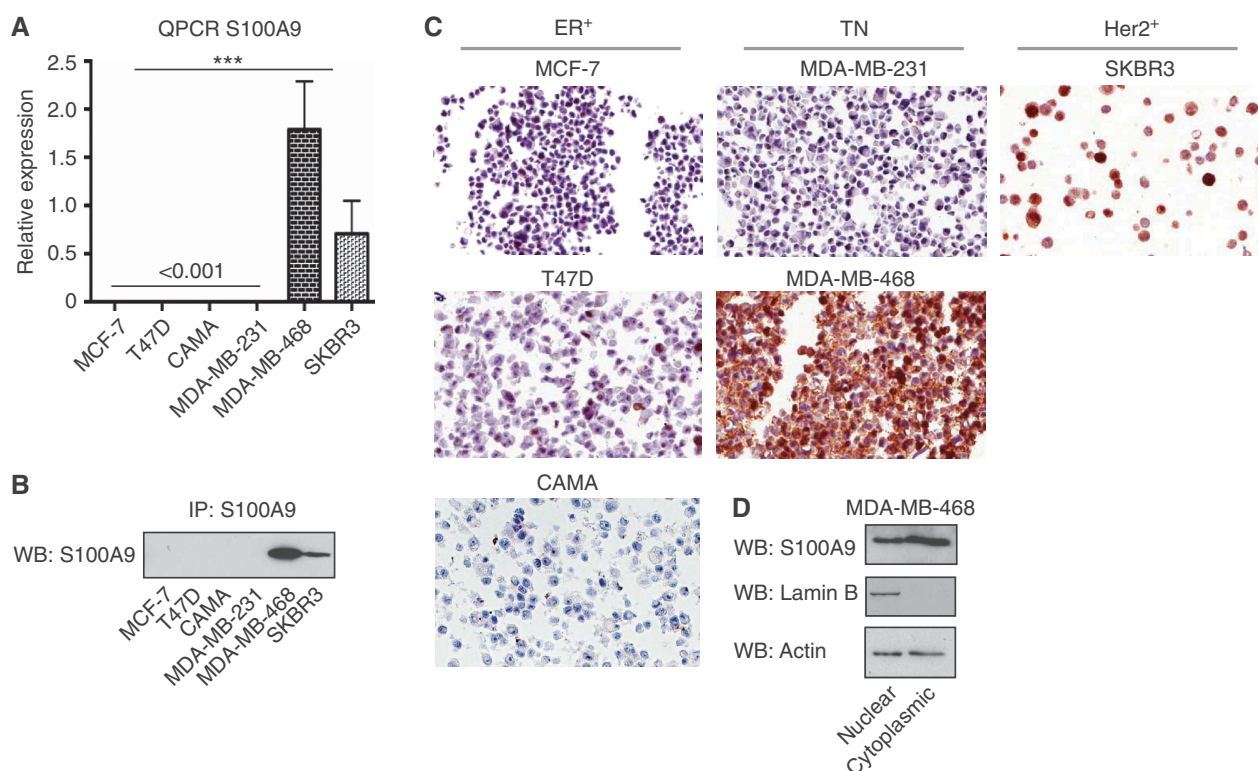 A
QPCR S100A9
Relative expression
2.5
2.0
1.5
1.0
0.5
0
***
<0.001
MCF-7
T47D
CAMA
MDA-MB-231
MDA-MB-468
SKBR3
B
IP: S100A9
WB: S100A9
MCF-7
T47D
CAMA
MDA-MB-231
MDA-MB-468
SKBR3
C
ER⁺
TN
Her2⁺
MCF-7
MDA-MB-231
SKBR3
T47D
MDA-MB-468
CAMA
D
MDA-MB-468
WB: S100A9
WB: Lamin B
WB: Actin
Nuclear
Cytoplasmic